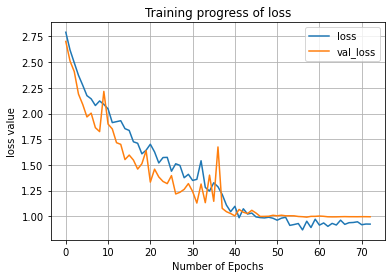 Training progress of loss
loss
val_loss
loss value
2.75
2.50
2.25
2.00
1.75
1.50
1.25
1.00
0 10 20 30 40 50 60 70
Number of Epochs